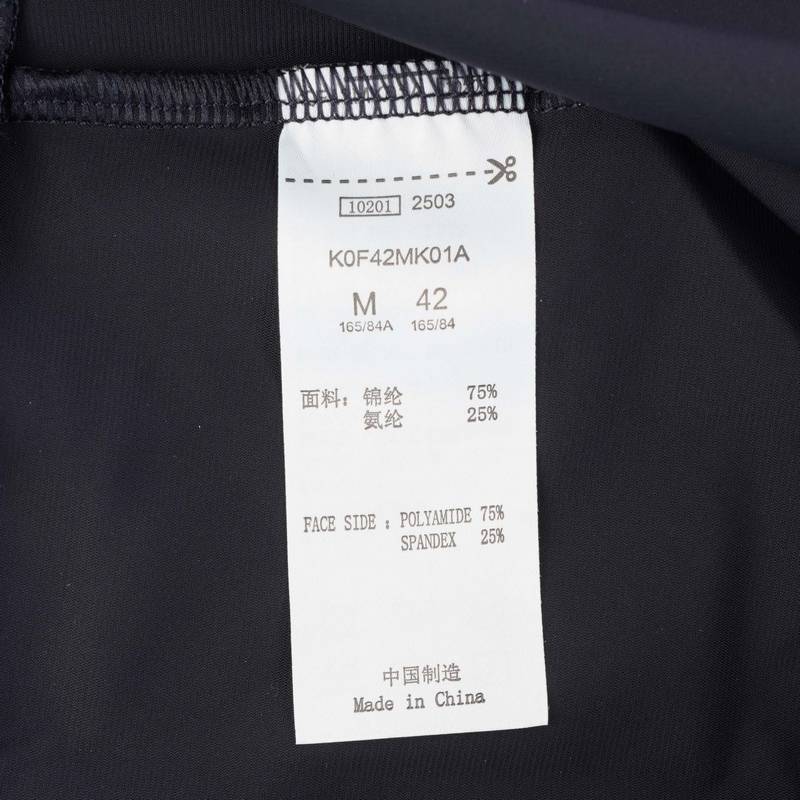 10201 2503
K0F42MK01A
M 42
165/84A 165/84
面料：锦纶 75%
氨纶 25%
FACE SIDE : POLYAMIDE 75%
SPANDEX 25%
中国制造
Made in China